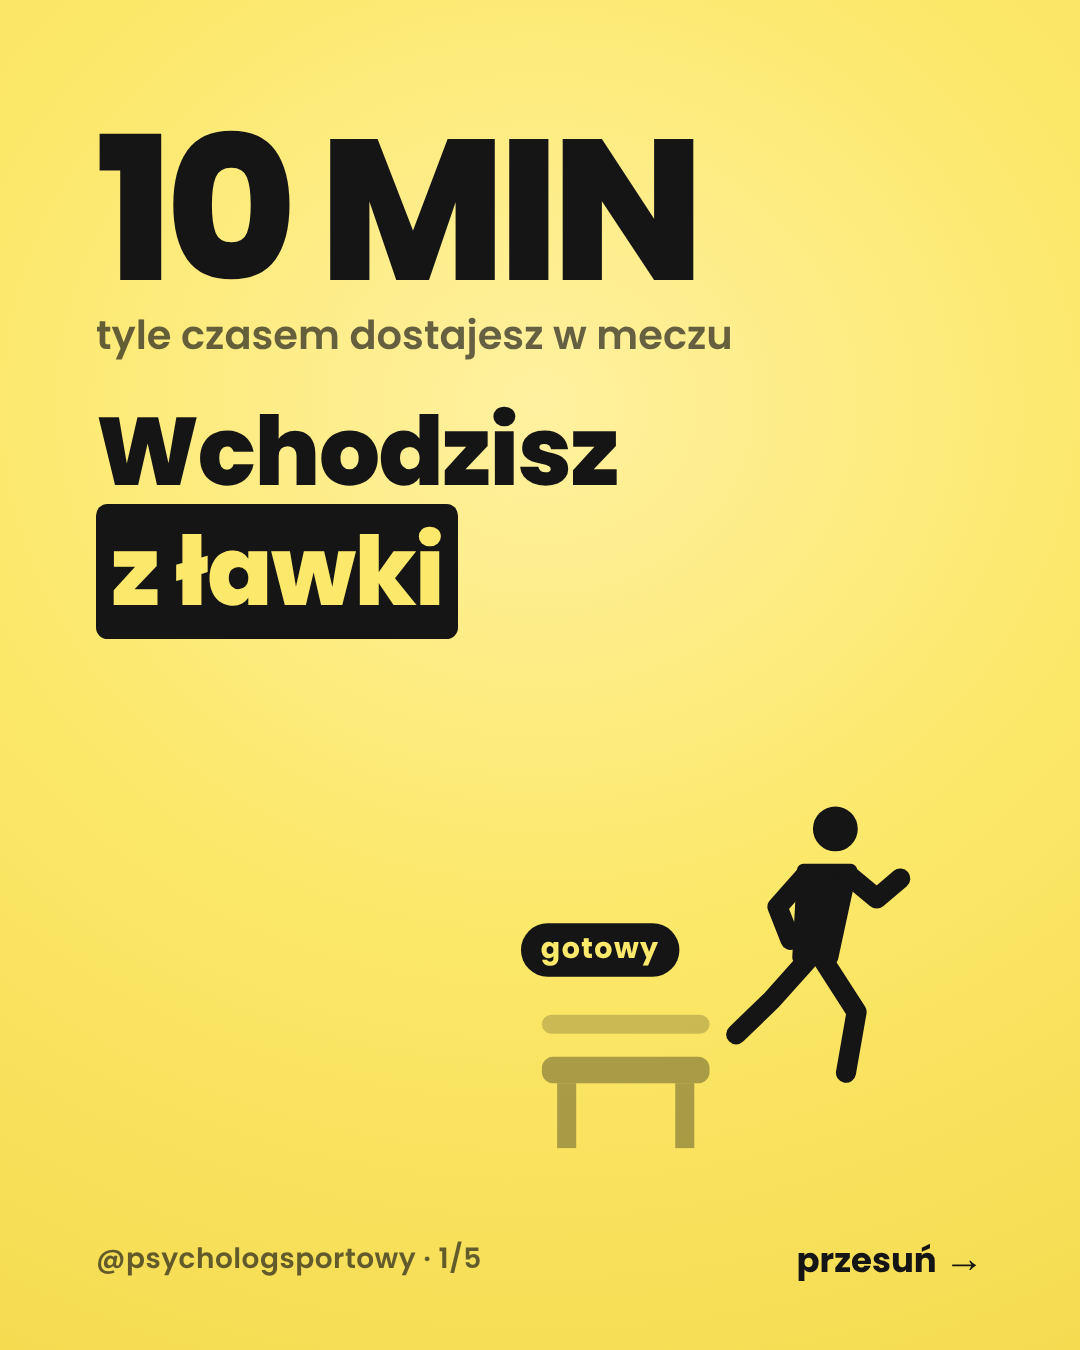 10 MIN
tyle czasem dostajesz w meczu
Wchodzisz
z ławki
gotowy
@psychologsportowy · 1/5
przesuń →